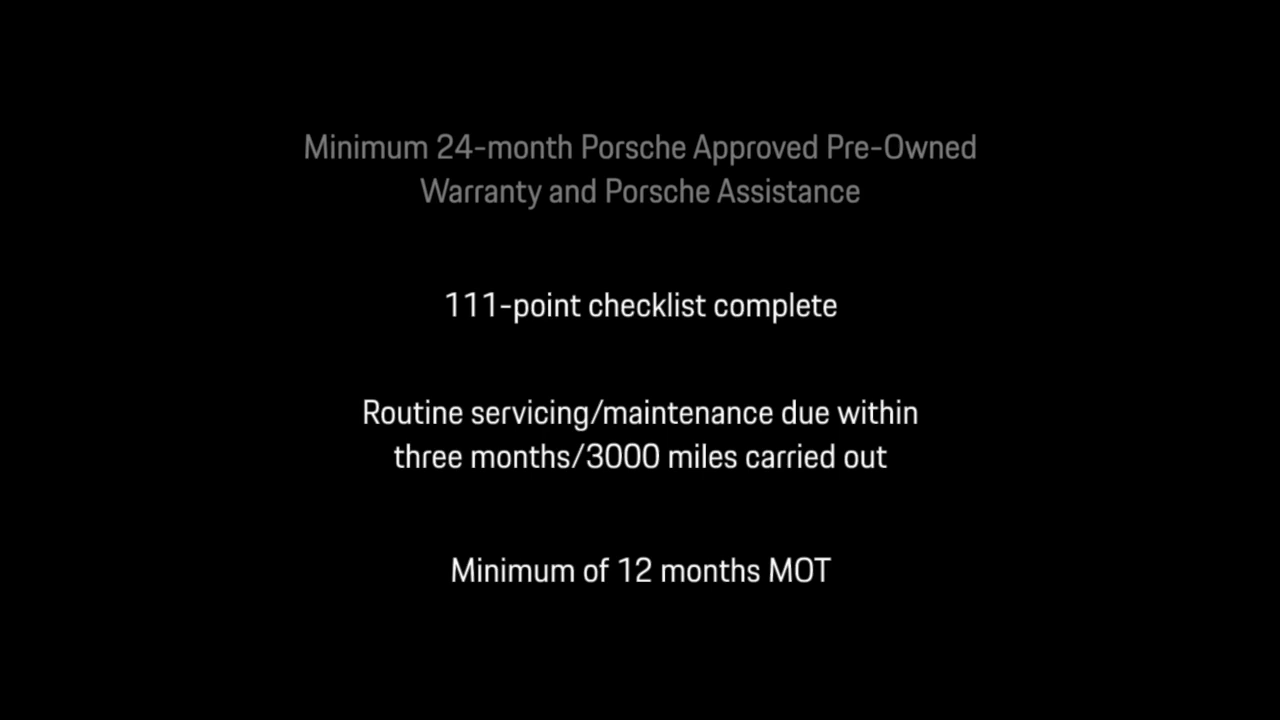 Minimum 24-month Porsche Approved Pre-Owned
Warranty and Porsche Assistance
111-point checklist complete
Routine servicing/maintenance due within
three months/3000 miles carried out
Minimum of 12 months MOT